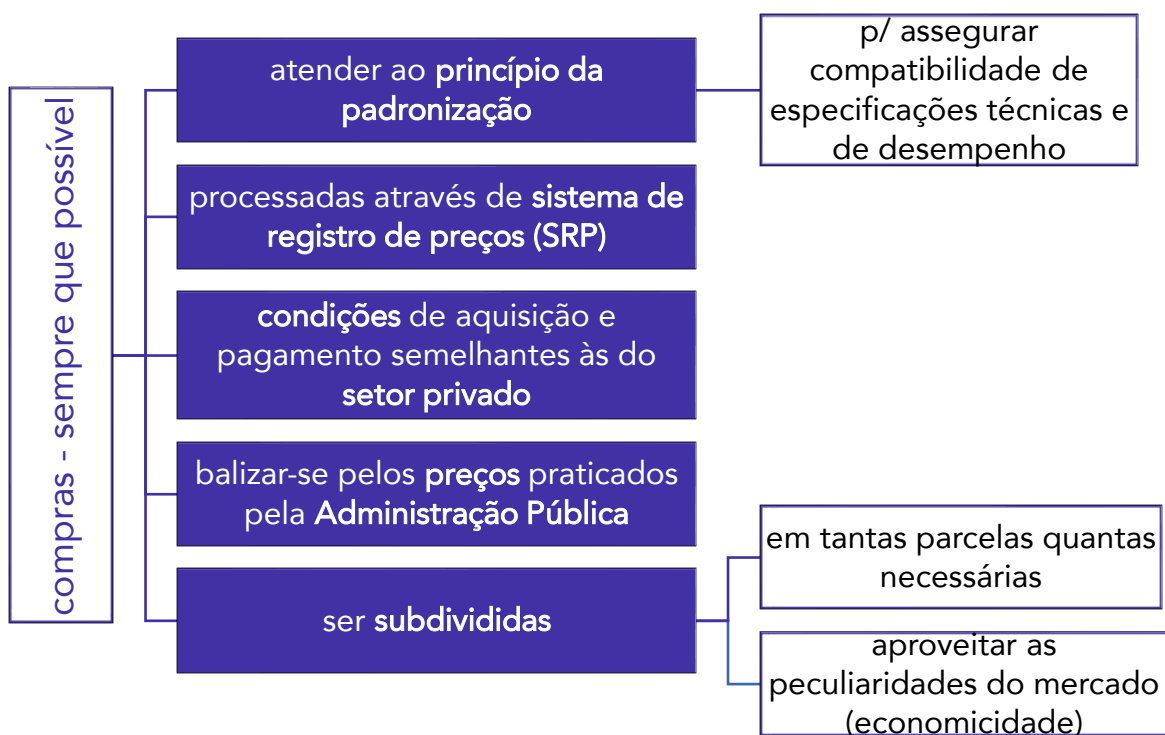 compras - sempre que possível
atender ao princípio da
padronização
p/ assegurar
compatibilidade de
especificações técnicas e
de desempenho
processadas através de sistema de
registro de preços (SRP)
condições de aquisição e
pagamento semelhantes às do
setor privado
balizar-se pelos preços praticados
pela Administração Pública
ser subdivididas
em tantas parcelas quantas
necessárias
aproveitar as
peculiaridades do mercado
(economicidade)